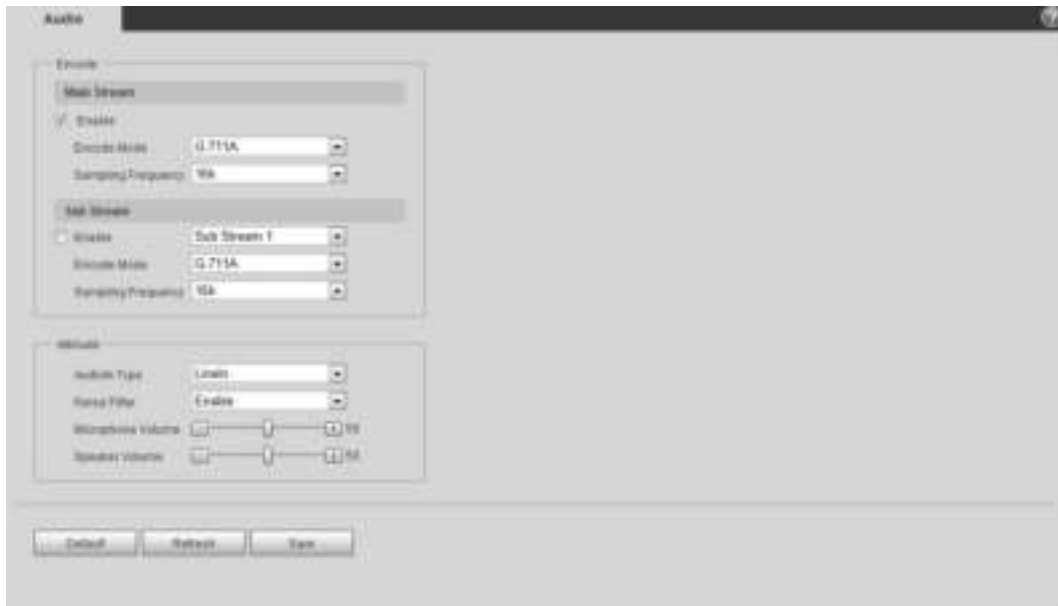 Audio
Encode
Main Stream
Enable
Encode Mode G.711A
Sampling Frequency 16k
Sub Stream
Enable Sub Stream 1
Encode Mode G.711A
Sampling Frequency 16k
Attribute
AudioIn Type LineIn
Noise Filter Enable
Microphone Volume - + 50
Speaker Volume - + 50
Default Refresh Save